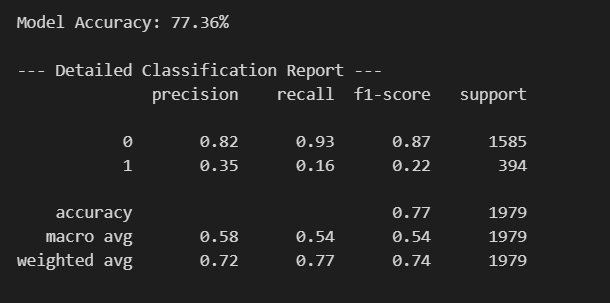 Model Accuracy: 77.36%
--- Detailed Classification Report ---
precision recall f1-score support
0 0.82 0.93 0.87 1585
1 0.35 0.16 0.22 394
accuracy 0.77 1979
macro avg 0.58 0.54 0.54 1979
weighted avg 0.72 0.77 0.74 1979